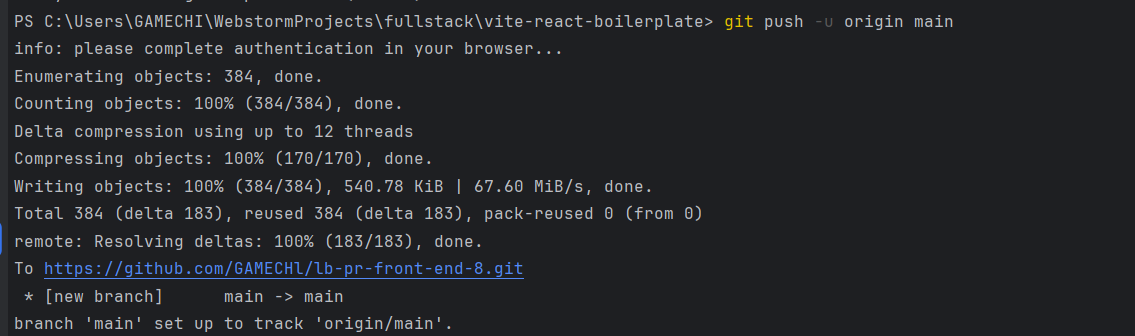 PS C:\Users\GAMECHI\WebstormProjects\fullstack\vite-react-boilerplate> git push -u origin main
info: please complete authentication in your browser...
Enumerating objects: 384, done.
Counting objects: 100% (384/384), done.
Delta compression using up to 12 threads
Compressing objects: 100% (170/170), done.
Writing objects: 100% (384/384), 540.78 KiB | 67.60 MiB/s, done.
Total 384 (delta 183), reused 384 (delta 183), pack-reused 0 (from 0)
remote: Resolving deltas: 100% (183/183), done.
To https://github.com/GAMECHl/lb-pr-front-end-8.git
 * [new branch]      main -> main
branch 'main' set up to track 'origin/main'.